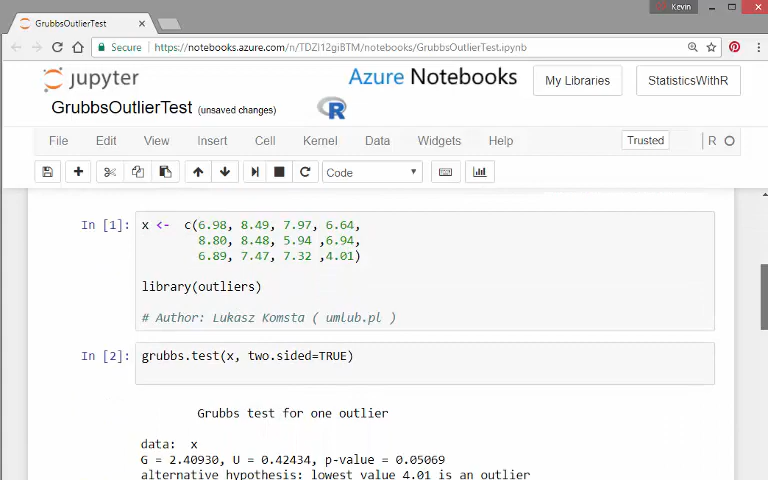 Kevin
GrubbsOutlierTest
Secure https://notebooks.azure.com/n/TDZl12giBTM/notebooks/GrubbsOutlierTest.ipynb
jupyter
Azure Notebooks
My Libraries
StatisticsWithR
GrubbsOutlierTest (unsaved changes)
R
File Edit View Insert Cell Kernel Data Widgets Help Trusted R
Code
In [1]: x <- c(6.98, 8.49, 7.97, 6.64,
8.80, 8.48, 5.94 ,6.94,
6.89, 7.47, 7.32 ,4.01)
library(outliers)
# Author: Lukasz Komsta ( umlub.pl )
In [2]: grubbs.test(x, two.sided=TRUE)
Grubbs test for one outlier
data: x
G = 2.40930, U = 0.42434, p-value = 0.05069
alternative hypothesis: lowest value 4.01 is an outlier